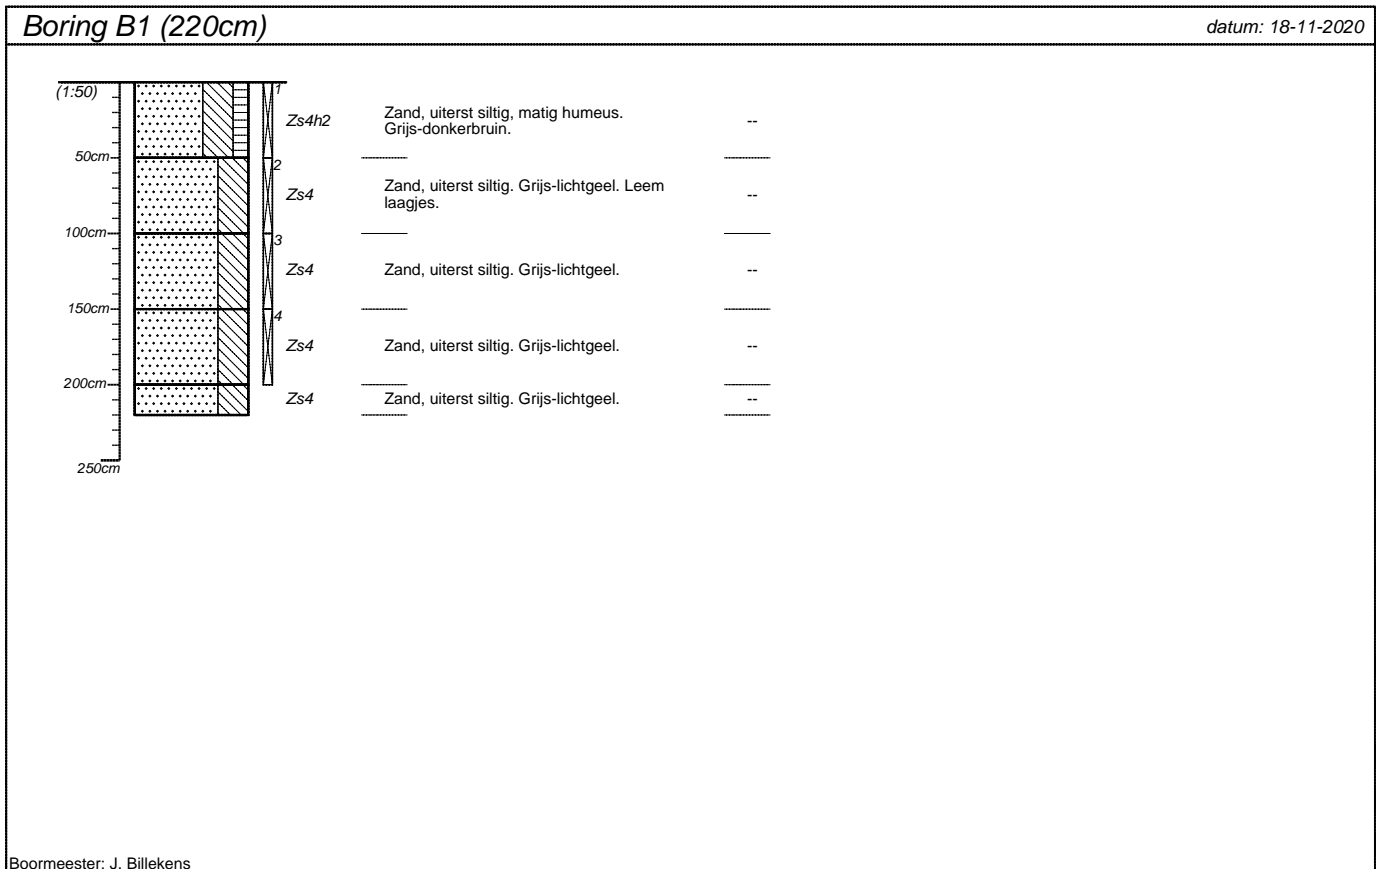 Boring B1 (220cm)
datum: 18-11-2020
(1:50)
1
Zs4h2
Zand, uiterst siltig, matig humeus.
Grijs-donkerbruin.
--
50cm
2
Zs4
Zand, uiterst siltig. Grijs-lichtgeel. Leem
laagjes.
--
100cm
3
Zs4
Zand, uiterst siltig. Grijs-lichtgeel.
--
150cm
4
Zs4
Zand, uiterst siltig. Grijs-lichtgeel.
--
200cm
Zs4
Zand, uiterst siltig. Grijs-lichtgeel.
--
250cm
Boormeester: J. Billekens